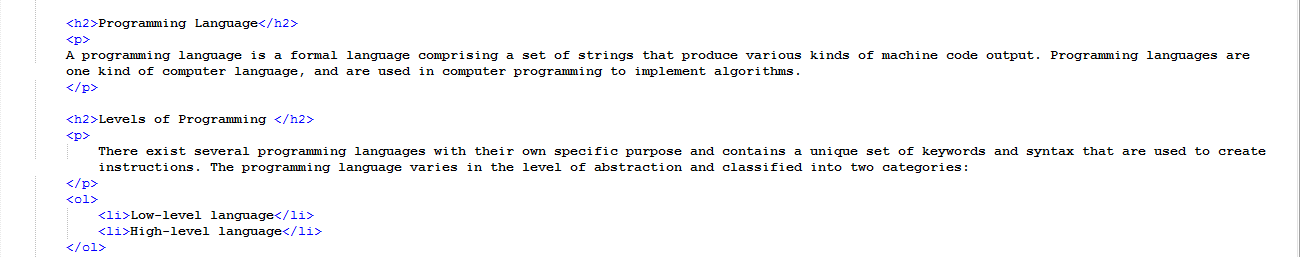 <h2>Programming Language</h2>
<p>
A programming language is a formal language comprising a set of strings that produce various kinds of machine code output. Programming languages are
one kind of computer language, and are used in computer programming to implement algorithms.
</p>
<h2>Levels of Programming </h2>
<p>
There exist several programming languages with their own specific purpose and contains a unique set of keywords and syntax that are used to create
instructions. The programming language varies in the level of abstraction and classified into two categories:
</p>
<ol>
<li>Low-level language</li>
<li>High-level language</li>
</ol>